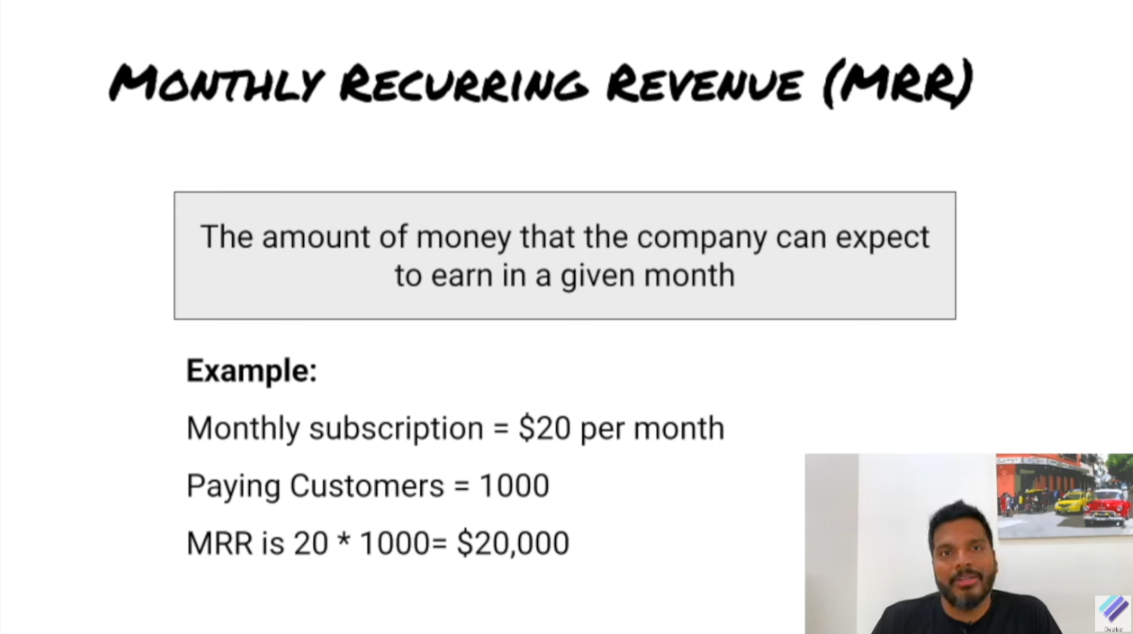 MONTHLY RECURRING REVENUE (MRR)
The amount of money that the company can expect
to earn in a given month
Example:
Monthly subscription = $20 per month
Paying Customers = 1000
MRR is 20 * 1000= $20,000